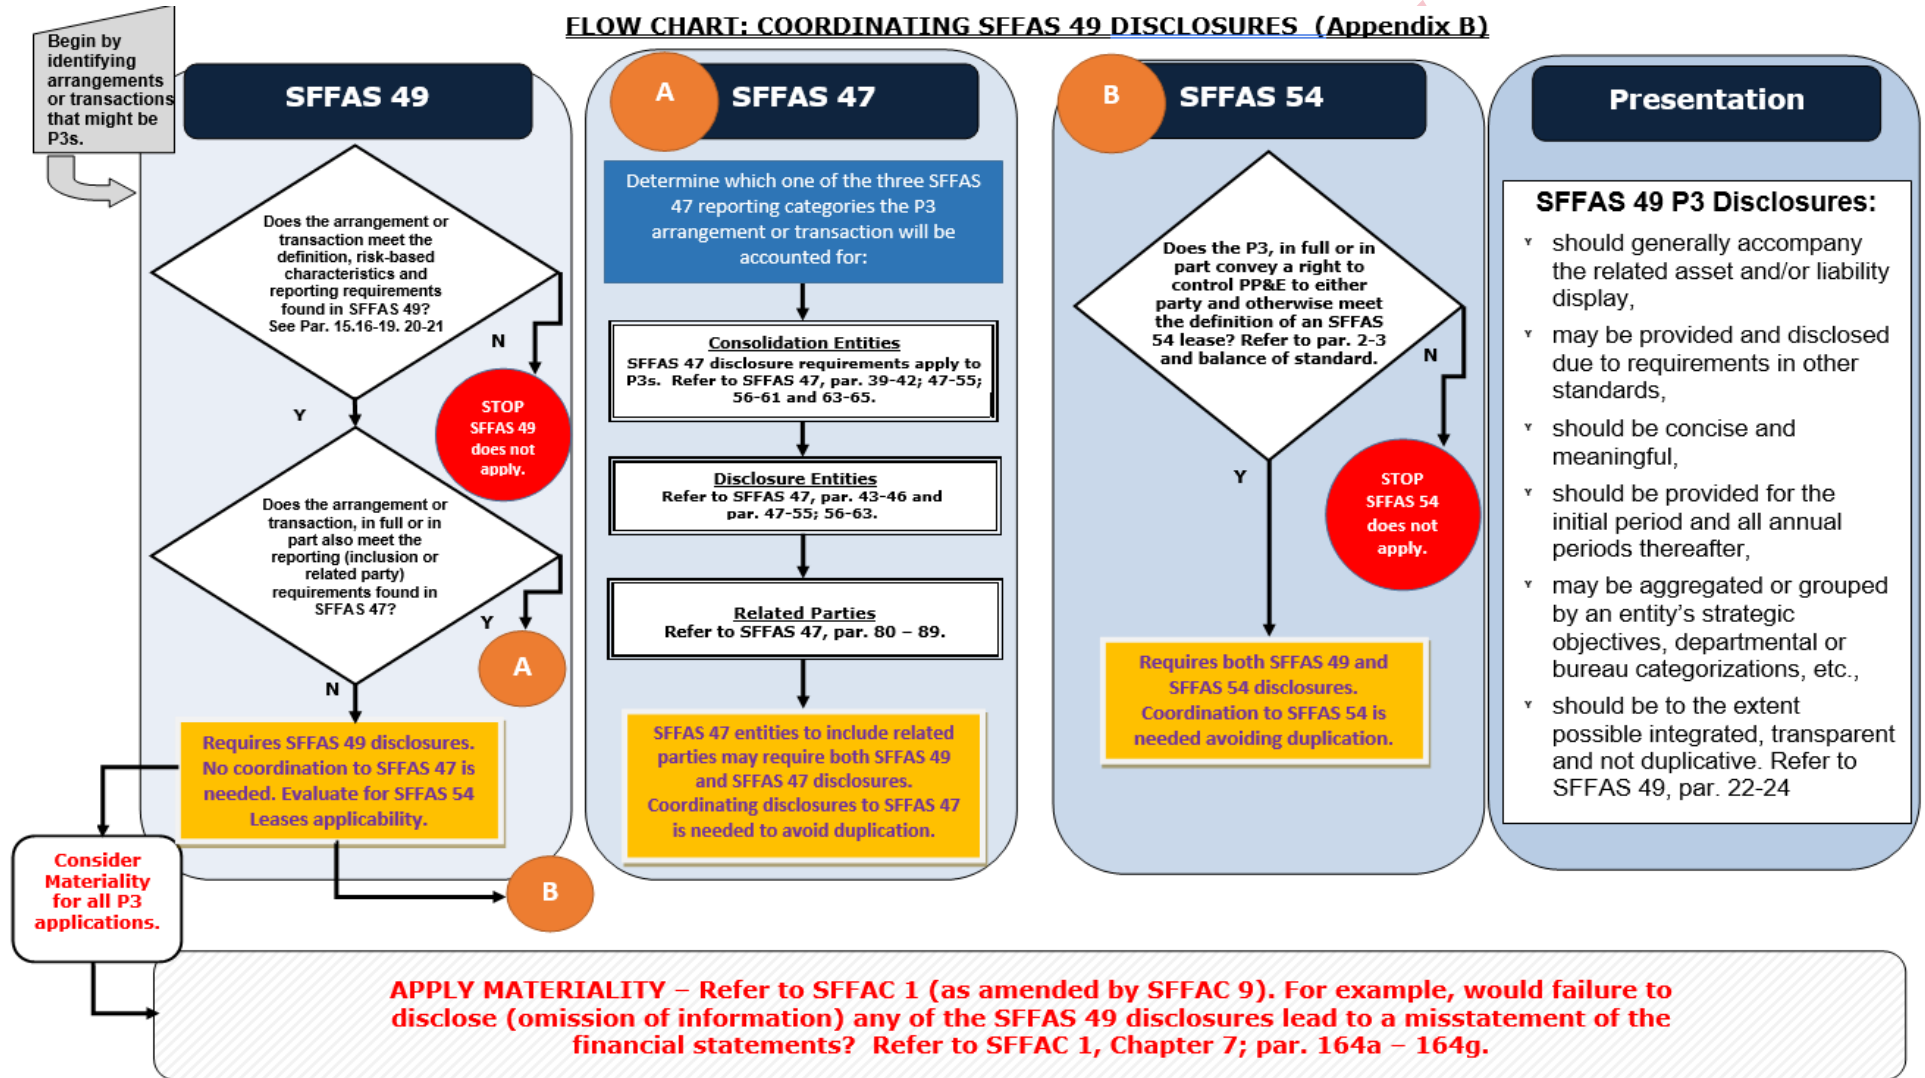 FLOW CHART: COORDINATING SFFAS 49 DISCLOSURES (Appendix B)
Begin by
identifying
arrangements
or transactions
that might be
P3s.
SFFAS 49
Does the arrangement or
transaction meet the
definition, risk-based
characteristics and
reporting requirements
found in SFFAS 49?
See Par. 15.16-19. 20-21
N
STOP
SFFAS 49
does not
apply.
Y
Does the arrangement or
transaction, in full or in
part also meet the
reporting (inclusion or
related party)
requirements found in
SFFAS 47?
Y
A
N
Requires SFFAS 49 disclosures.
No coordination to SFFAS 47 is
needed. Evaluate for SFFAS 54
Leases applicability.
B
Consider
Materiality
for all P3
applications.
A
SFFAS 47
Determine which one of the three SFFAS
47 reporting categories the P3
arrangement or transaction will be
accounted for:
Consolidation Entities
SFFAS 47 disclosure requirements apply to
P3s. Refer to SFFAS 47, par. 39-42; 47-55;
56-61 and 63-65.
Disclosure Entities
Refer to SFFAS 47, par. 43-46 and
par. 47-55; 56-63.
Related Parties
Refer to SFFAS 47, par. 80 – 89.
SFFAS 47 entities to include related
parties may require both SFFAS 49
and SFFAS 47 disclosures.
Coordinating disclosures to SFFAS 47
is needed to avoid duplication.
B
SFFAS 54
Does the P3, in full or in
part convey a right to
control PP&E to either
party and otherwise meet
the definition of an SFFAS
54 lease? Refer to par. 2-3
and balance of standard.
N
STOP
SFFAS 54
does not
apply.
Y
Requires both SFFAS 49 and
SFFAS 54 disclosures.
Coordination to SFFAS 54 is
needed avoiding duplication.
Presentation
SFFAS 49 P3 Disclosures:
Y should generally accompany
the related asset and/or liability
display,
Y may be provided and disclosed
due to requirements in other
standards,
Y should be concise and
meaningful,
Y should be provided for the
initial period and all annual
periods thereafter,
Y may be aggregated or grouped
by an entity's strategic
objectives, departmental or
bureau categorizations, etc.,
Y should be to the extent
possible integrated, transparent
and not duplicative. Refer to
SFFAS 49, par. 22-24
APPLY MATERIALITY – Refer to SFFAC 1 (as amended by SFFAC 9). For example, would failure to
disclose (omission of information) any of the SFFAS 49 disclosures lead to a misstatement of the
financial statements? Refer to SFFAC 1, Chapter 7; par. 164a – 164g.